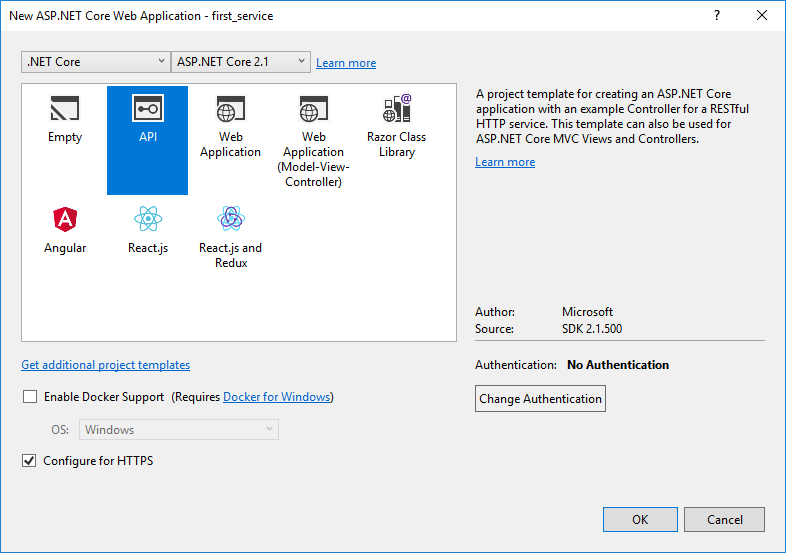 New ASP.NET Core Web Application - first_service
?
.NET Core
ASP.NET Core 2.1
Learn more
Empty
API
Web
Application
Web
Application
(Model-View-
Controller)
Razor Class
Library
Angular
React.js
React.js and
Redux
A project template for creating an ASP.NET Core
application with an example Controller for a RESTful
HTTP service. This template can also be used for
ASP.NET Core MVC Views and Controllers.
Learn more
Author: Microsoft
Source: SDK 2.1.500
Get additional project templates
Authentication: No Authentication
Change Authentication
Enable Docker Support (Requires Docker for Windows)
OS: Windows
Configure for HTTPS
OK
Cancel